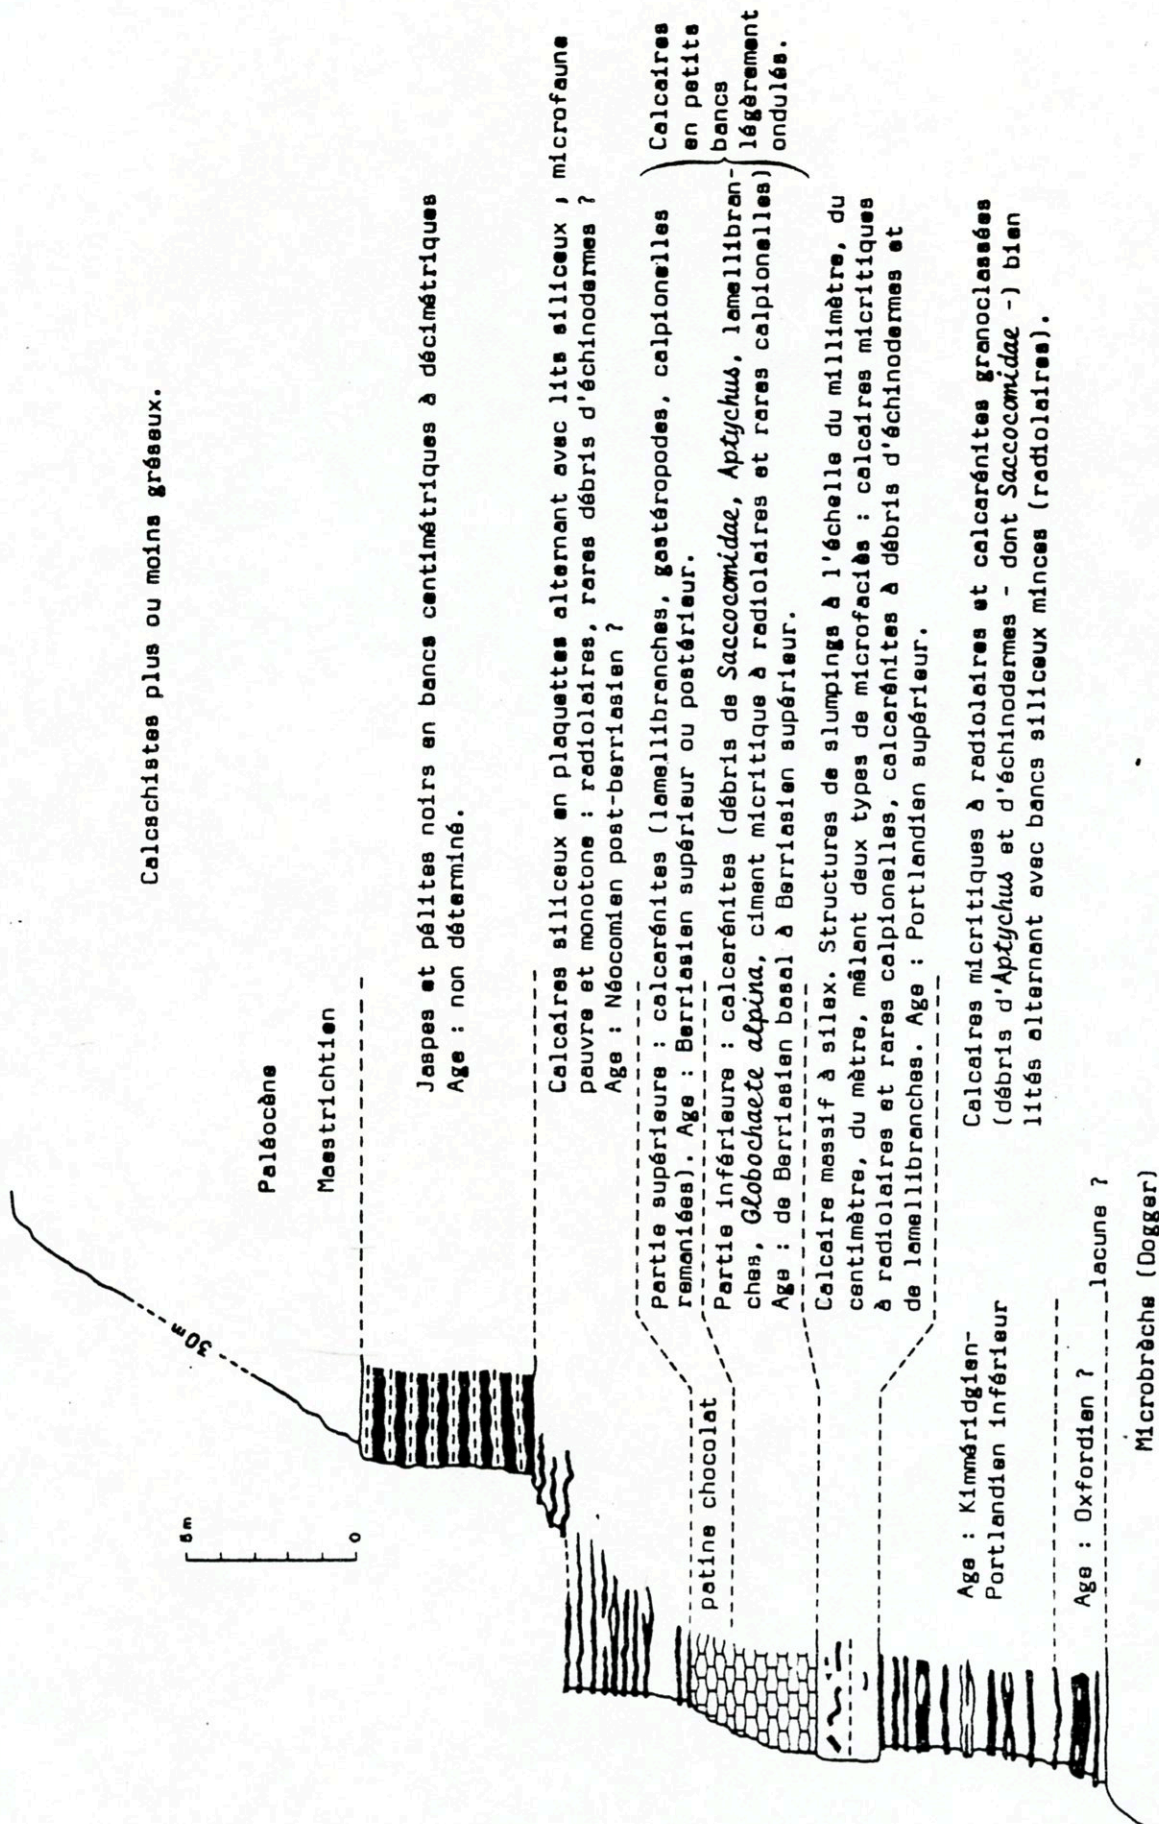 Calcschistes plus ou moins gréseux.
Paléocène
Maestrichtien
30 m
5m
0
Jaspes et pélites noirs en bancs centimétriques à décimétriques
Age : non déterminé.
Calcaires siliceux en plaquettes alternant avec lits siliceux ; microfaune
pauvre et monotone : radiolaires, rares débris d'échinodermes ?
Age : Néocomien post-berriasien ?
Partie supérieure : calcarénites (lamellibranches, gastéropodes, calpionelles
remaniées). Age : Berriasien supérieur ou postérieur.
Partie inférieure : calcarénites (débris de Saccocomidae, Aptychus, lamellibran-
ches, Globochaete alpina, ciment micritique à radiolaires et rares calpionelles)
Age : de Berriasien basal à Berriasien supérieur.
Calcaires
en petits
bancs
légèrement
ondulés.
patine chocolat
Calcaire massif à silex. Structures de slumpings à l'échelle du millimètre, du
centimètre, du mètre, mêlant deux types de microfaciès : calcaires micritiques
à radiolaires et rares calpionelles, calcarénites à débris d'échinodermes et
de lamellibranches. Age : Portlandien supérieur.
Age : Kimméridgien-
Portlandien inférieur
Calcaires micritiques à radiolaires et calcarénites granoclassées
(débris d'Aptychus et d'échinodermes - dont Saccocomidae -) bien
lités alternant avec bancs siliceux minces (radiolaires).
Age : Oxfordien ?
lacune ?
Microbrèche (Dogger)